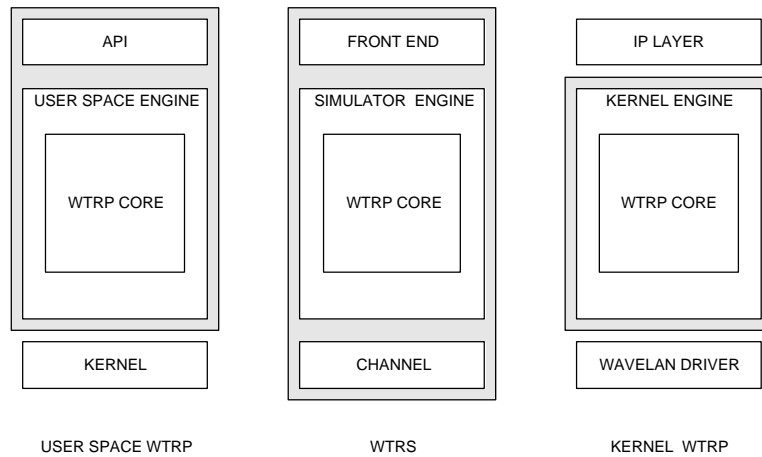 API
USER SPACE ENGINE
WTRP CORE
KERNEL
USER SPACE WTRP
FRONT END
SIMULATOR ENGINE
WTRP CORE
CHANNEL
WTRS
IP LAYER
KERNEL ENGINE
WTRP CORE
WAVELAN DRIVER
KERNEL WTRP